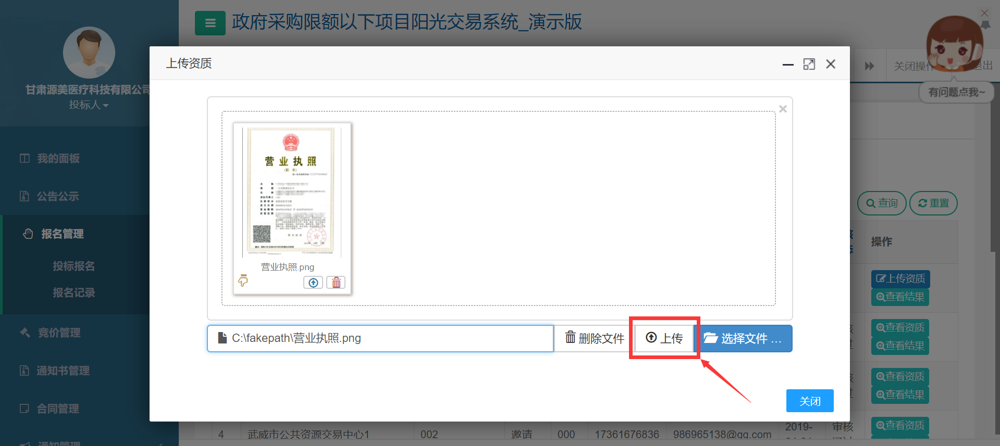 政府采购限额以下项目阳光交易系统_演示版
甘肃源美医疗科技有限公司
投标人
我的面板
公告公示
报名管理
投标报名
报名记录
竞价管理
通知书管理
合同管理
通知管理
关闭操作
退出
有问题点我~
上传资质
营业执照
(副 本)
营业执照.png
C:\fakepath\营业执照.png
删除文件
上传
选择文件 ...
关闭
查询
重置
操作
上传资质
查看结果
查看资质
查看结果
查看资质
查看结果
查看资质
4 武威市公共资源交易中心1 002 邀请 000 17361676836 986965138@qq.com 2019- 审核